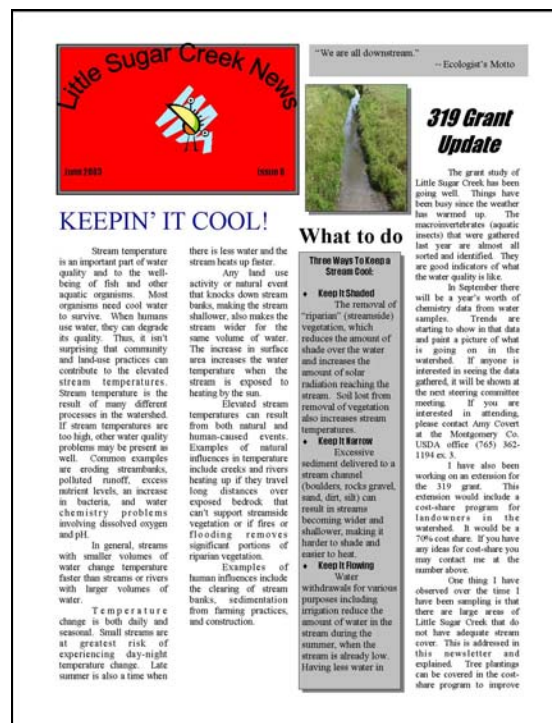 Little Sugar Creek News
June 2003
Issue 8
"We are all downstream."
-- Ecologist's Motto
KEEPIN' IT COOL!
Stream temperature
is an important part of water
quality and to the well-
being of fish and other
aquatic organisms. Most
organisms need cool water
to survive. When humans
use water, they can degrade
its quality. Thus, it isn't
surprising that community
and land-use practices can
contribute to the elevated
stream temperatures.
Stream temperature is the
result of many different
processes in the watershed.
If stream temperatures are
too high, other water quality
problems may be present as
well. Common examples
are eroding streambanks,
polluted runoff, excess
nutrient levels, an increase
in bacteria, and water
chemistry problems
involving dissolved oxygen
and pH.
In general, streams
with smaller volumes of
water change temperature
faster than streams or rivers
with larger volumes of
water.
Temperature
change is both daily and
seasonal. Small streams are
at greatest risk of
experiencing day-night
temperature change. Late
summer is also a time when
there is less water and the
stream heats up faster.
Any land use
activity or natural event
that knocks down stream
banks, making the stream
shallower, also makes the
stream wider for the
same volume of water.
The increase in surface
area increases the water
temperature when the
stream is exposed to
heating by the sun.
Elevated stream
temperatures can result
from both natural and
human-caused events.
Examples of natural
influences in temperature
include creeks and rivers
heating up if they travel
long distances over
exposed bedrock that
can't support streamside
vegetation or if fires or
flooding removes
significant portions of
riparian vegetation.
Examples of
human influences include
the clearing of stream
banks, sedimentation
from farming practices,
and construction.
What to do
Three Ways To Keep a
Stream Cool:
♦ Keep It Shaded
The removal of
"riparian" (streamside)
vegetation, which
reduces the amount of
shade over the water
and increases the
amount of solar
radiation reaching the
stream. Soil lost from
removal of vegetation
also increases stream
temperatures.
♦ Keep It Narrow
Excessive
sediment delivered to a
stream channel
(boulders, rocks gravel,
sand, dirt, silt) can
result in streams
becoming wider and
shallower, making it
harder to shade and
easier to heat.
♦ Keep It Flowing
Water
withdrawals for various
purposes including
irrigation reduce the
amount of water in the
stream during the
summer, when the
stream is already low.
Having less water in
319 Grant
Update
The grant study of
Little Sugar Creek has been
going well. Things have
been busy since the weather
has warmed up. The
macroinvertebrates (aquatic
insects) that were gathered
last year are almost all
sorted and identified. They
are good indicators of what
the water quality is like.
In September there
will be a year's worth of
chemistry data from water
samples. Trends are
starting to show in that data
and paint a picture of what
is going on in the
watershed. If anyone is
interested in seeing the data
gathered, it will be shown at
the next steering committee
meeting. If you are
interested in attending,
please contact Amy Covert
at the Montgomery Co.
USDA office (765) 362-
1194 ex. 3.
I have also been
working on an extension for
the 319 grant. This
extension would include a
cost-share program for
landowners in the
watershed. It would be a
70% cost share. If you have
any ideas for cost-share you
may contact me at the
number above.
One thing I have
observed over the time I
have been sampling is that
there are large areas of
Little Sugar Creek that do
not have adequate stream
cover. This is addressed in
this newsletter and
explained. Tree plantings
can be covered in the cost-
share program to improve